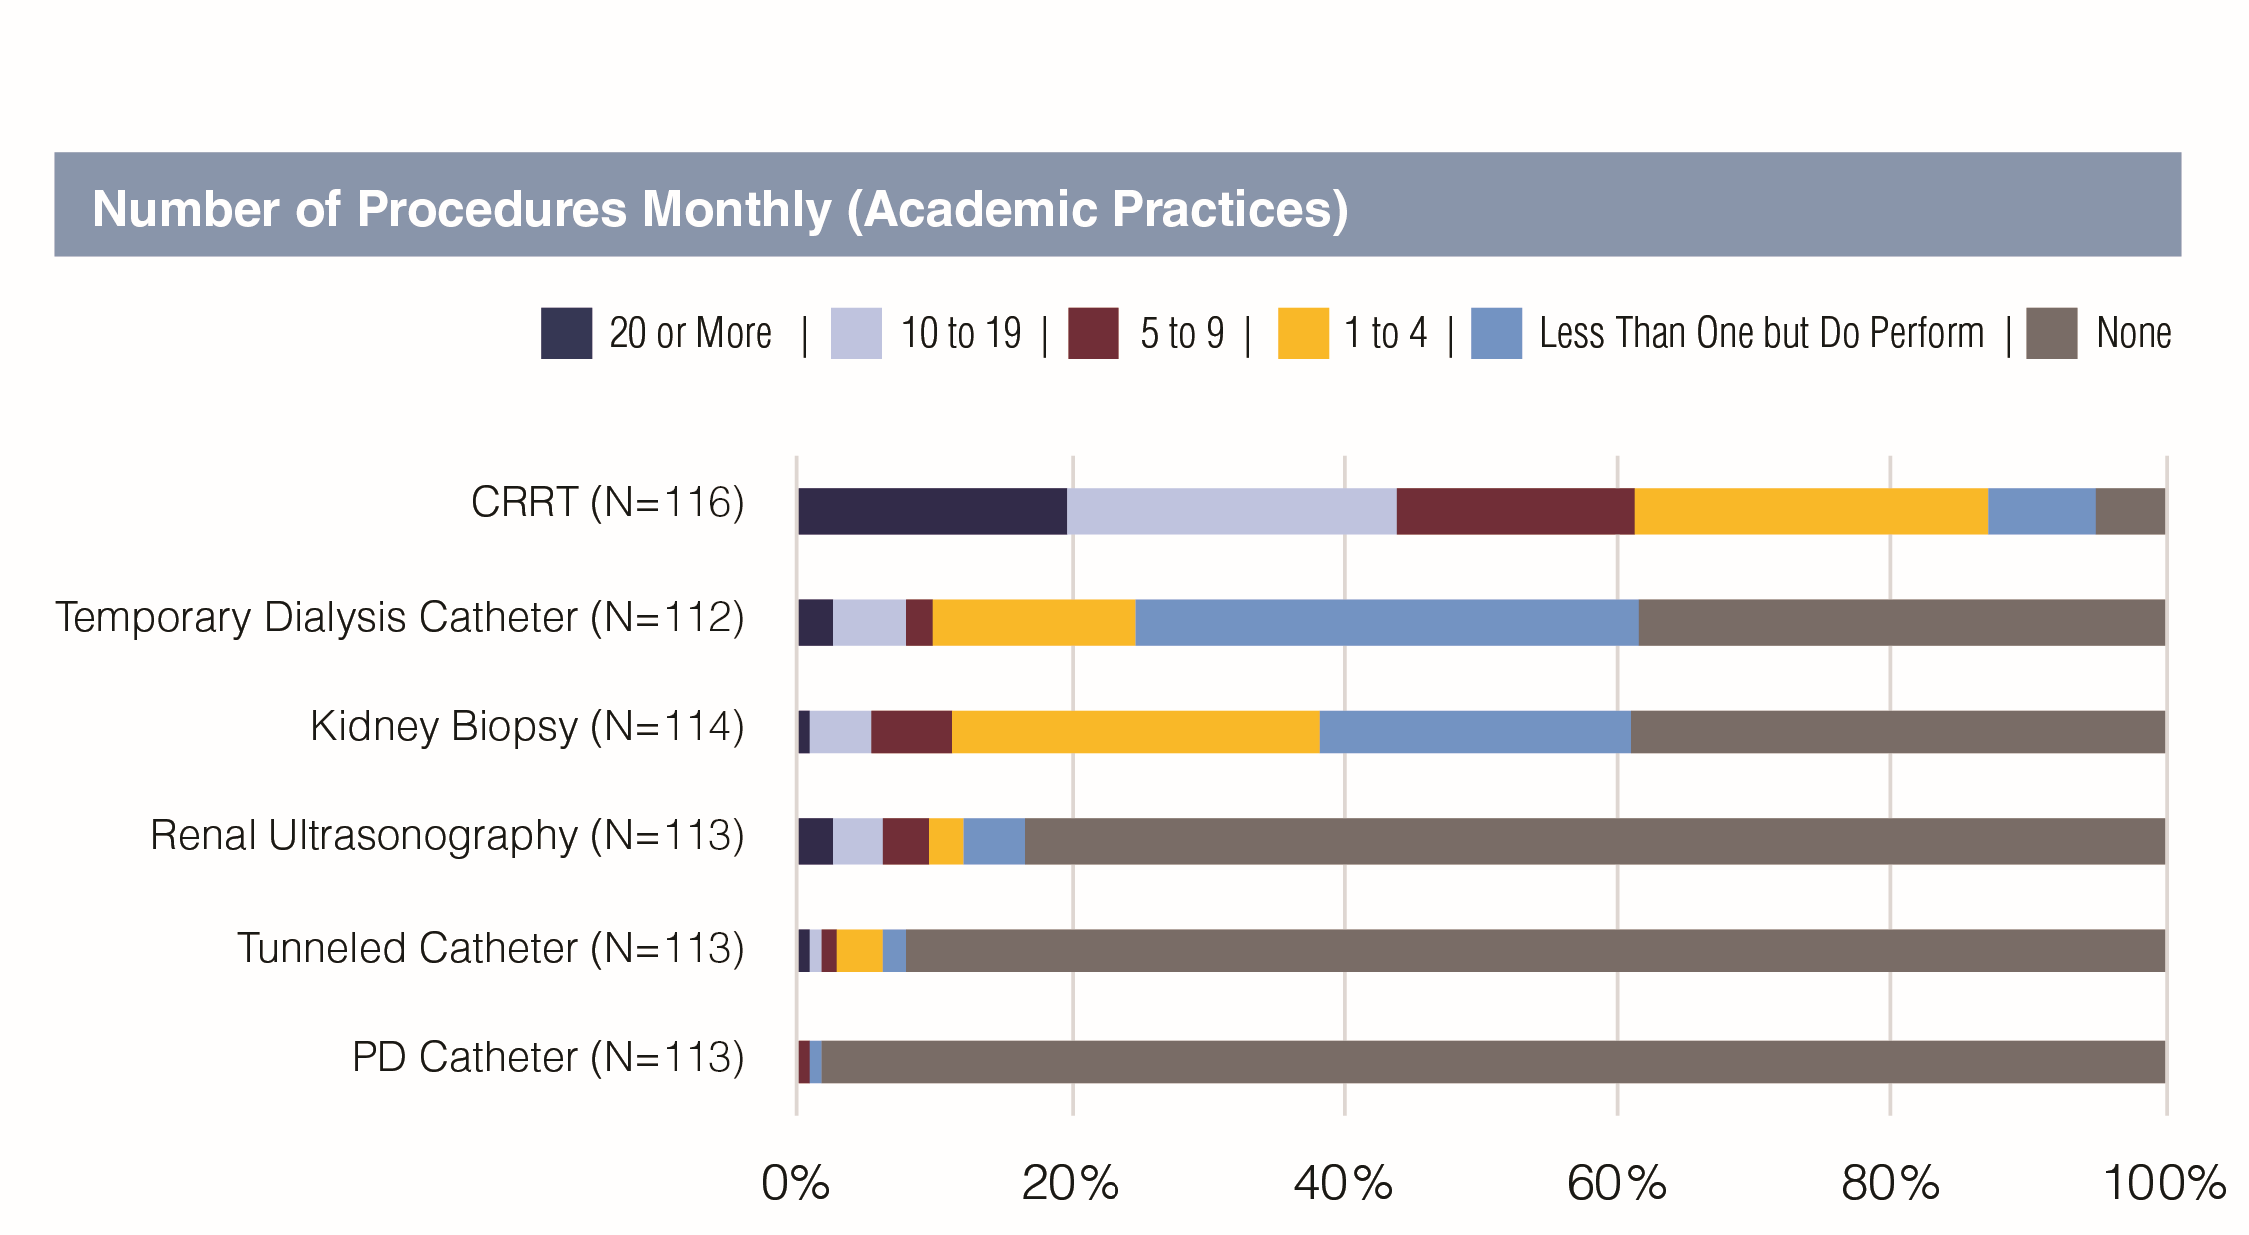 Number of Procedures Monthly (Academic Practices)
20 or More | 10 to 19 | 5 to 9 | 1 to 4 | Less Than One but Do Perform | None
CRRT (N=116)
Temporary Dialysis Catheter (N=112)
Kidney Biopsy (N=114)
Renal Ultrasonography (N=113)
Tunneled Catheter (N=113)
PD Catheter (N=113)
0% 20% 40% 60% 80% 100%